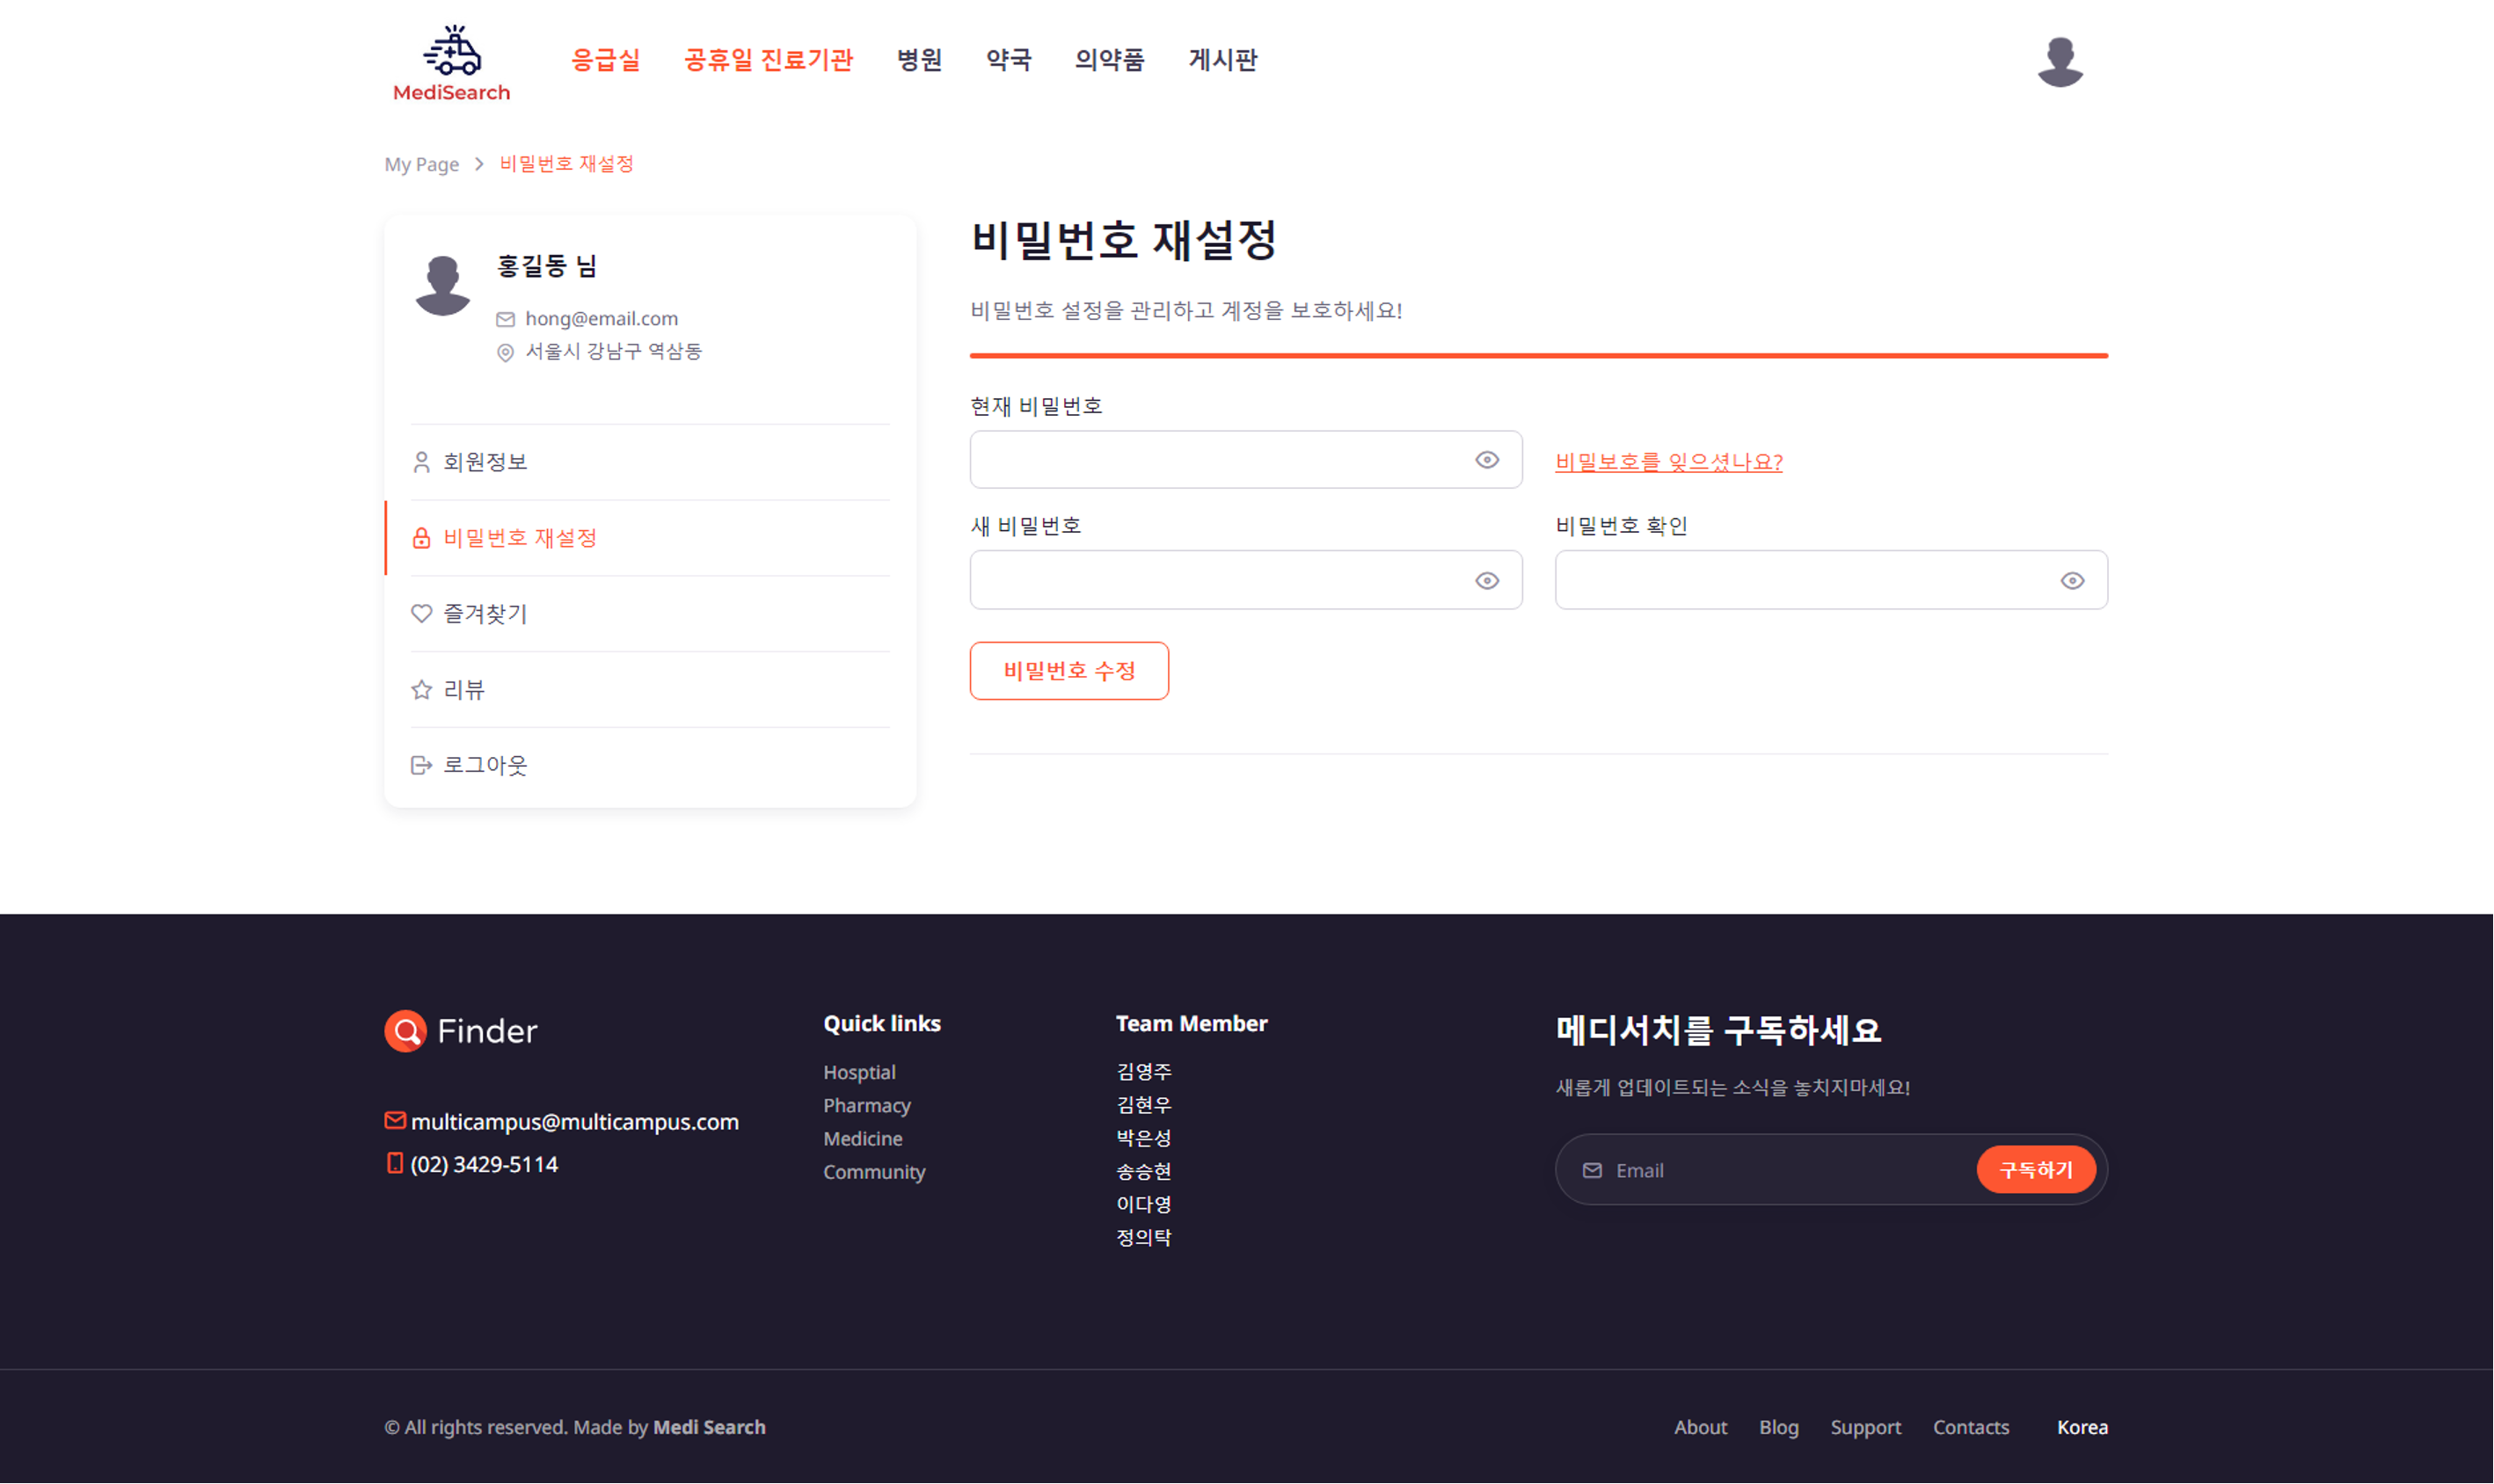 MediSearch
응급실 공휴일 진료기관 병원 약국 의약품 게시판
My Page > 비밀번호 재설정
홍길동 님
hong@email.com
서울시 강남구 역삼동
회원정보
비밀번호 재설정
즐겨찾기
리뷰
로그아웃
비밀번호 재설정
비밀번호 설정을 관리하고 계정을 보호하세요!
현재 비밀번호
비밀보호를 잊으셨나요?
새 비밀번호
비밀번호 확인
비밀번호 수정
Finder
multicampus@multicampus.com
(02) 3429-5114
Quick links
Hosptial
Pharmacy
Medicine
Community
Team Member
김영주
김현우
박은성
송승현
이다영
정의탁
메디서치를 구독하세요
새롭게 업데이트되는 소식을 놓치지마세요!
Email
구독하기
© All rights reserved. Made by Medi Search
About Blog Support Contacts Korea